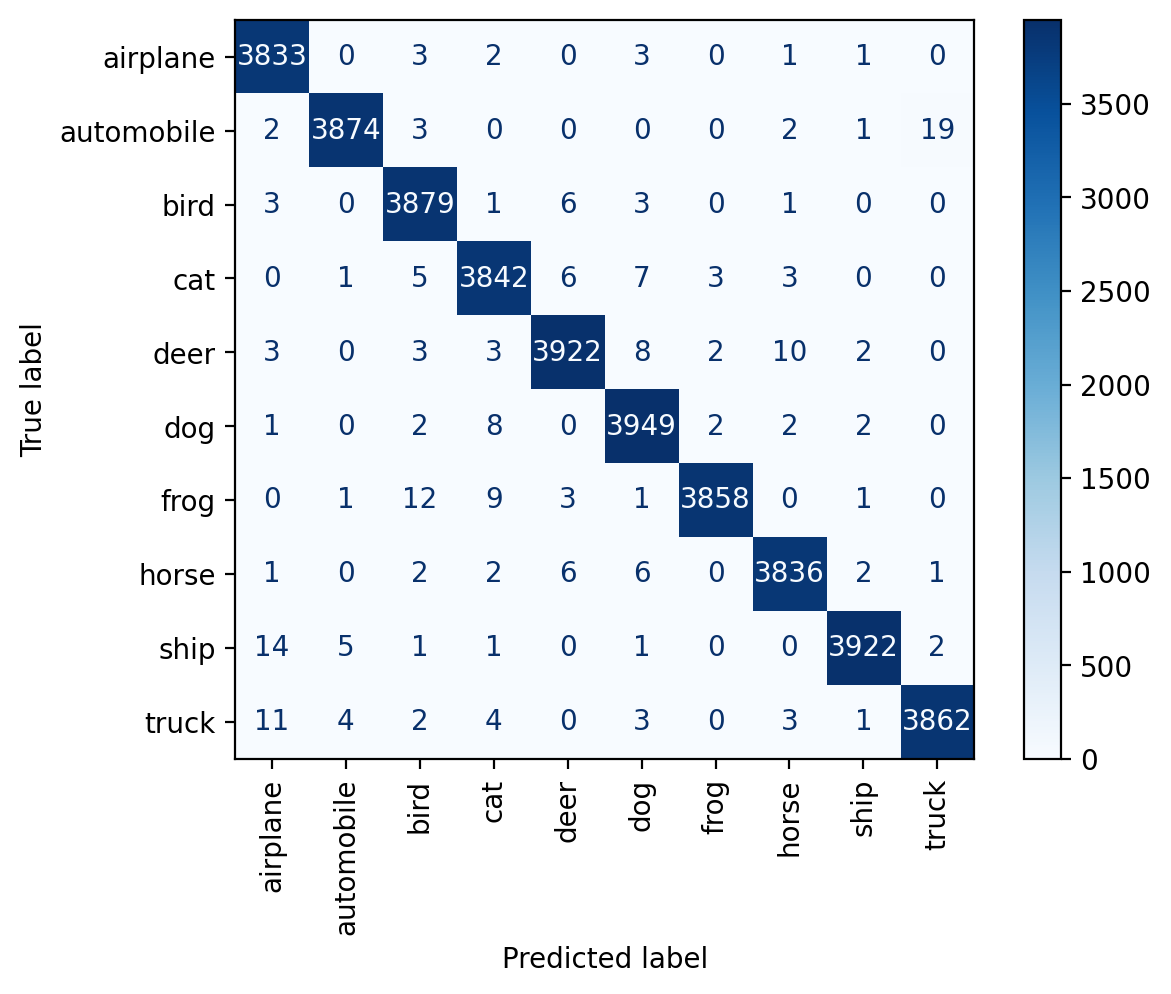 airplane 3833 0 3 2 0 3 0 1 1 0
automobile 2 3874 3 0 0 0 0 2 1 19
bird 3 0 3879 1 6 3 0 1 0 0
cat 0 1 5 3842 6 7 3 3 0 0
deer 3 0 3 3 3922 8 2 10 2 0
dog 1 0 2 8 0 3949 2 2 2 0
frog 0 1 12 9 3 1 3858 0 1 0
horse 1 0 2 2 6 6 0 3836 2 1
ship 14 5 1 1 0 1 0 0 3922 2
truck 11 4 2 4 0 3 0 3 1 3862
True label
airplane automobile bird cat deer dog frog horse ship truck
Predicted label
3500
3000
2500
2000
1500
1000
500
0